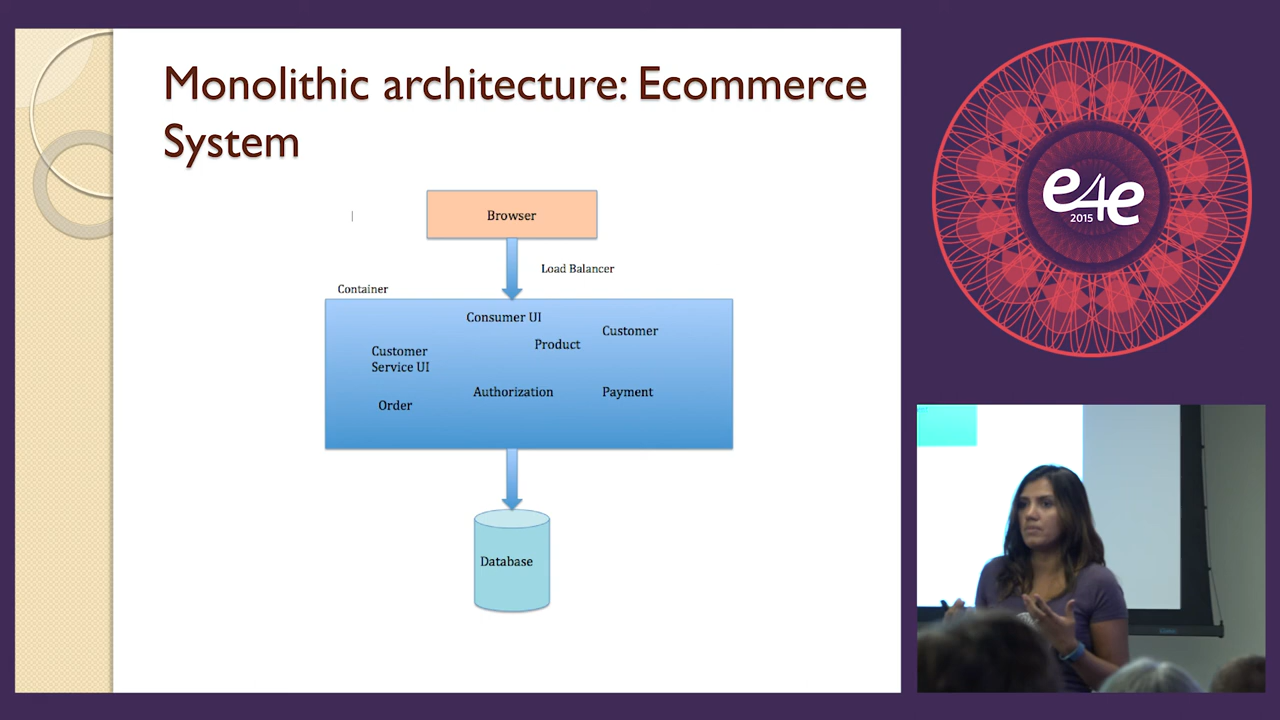 Monolithic architecture: Ecommerce
System
Browser
Load Balancer
Container
Consumer UI
Customer
Product
Customer
Service UI
Authorization
Payment
Order
Database
e4e
2015